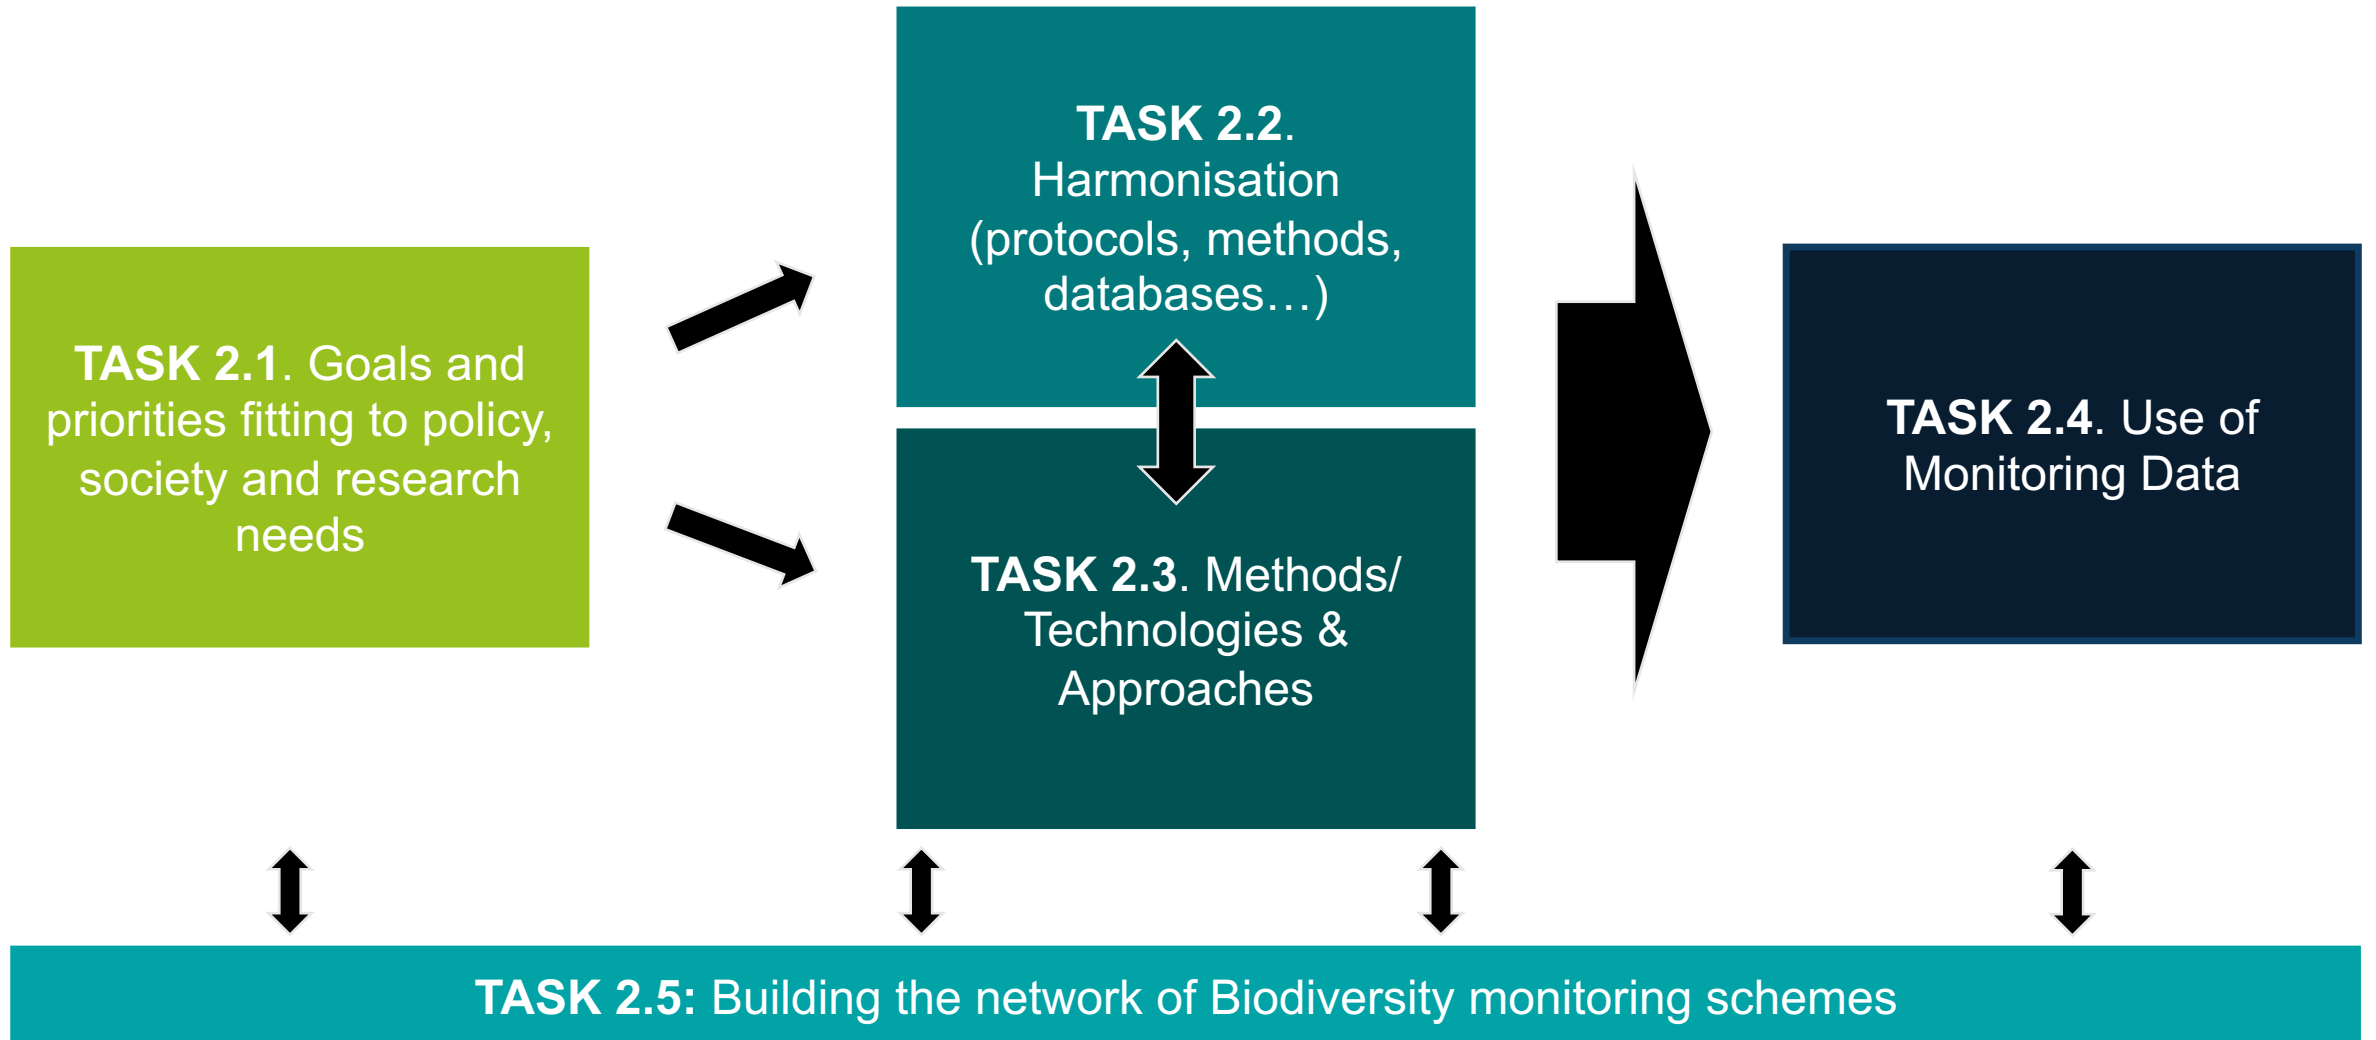 TASK 2.1. Goals and
priorities fitting to policy,
society and research
needs
TASK 2.2.
Harmonisation
(protocols, methods,
databases…)
TASK 2.3. Methods/
Technologies &
Approaches
TASK 2.4. Use of
Monitoring Data
TASK 2.5: Building the network of Biodiversity monitoring schemes